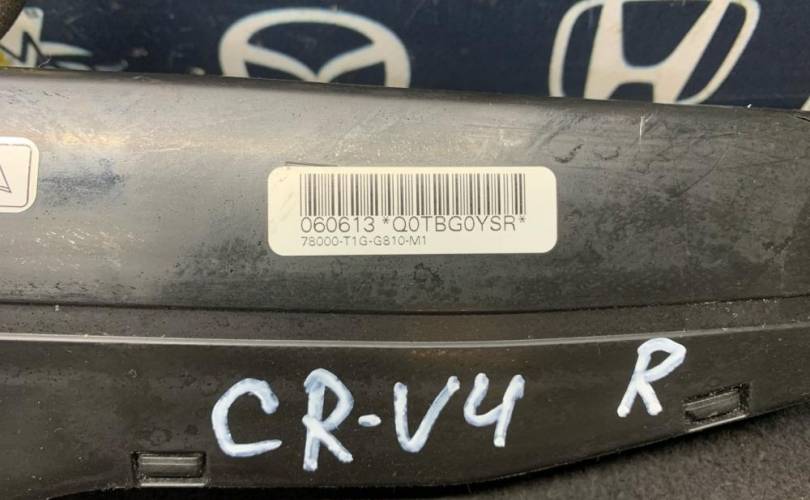 060613 *Q0TBG0YSR*
78000-T1G-G810-M1
CR-V4 R